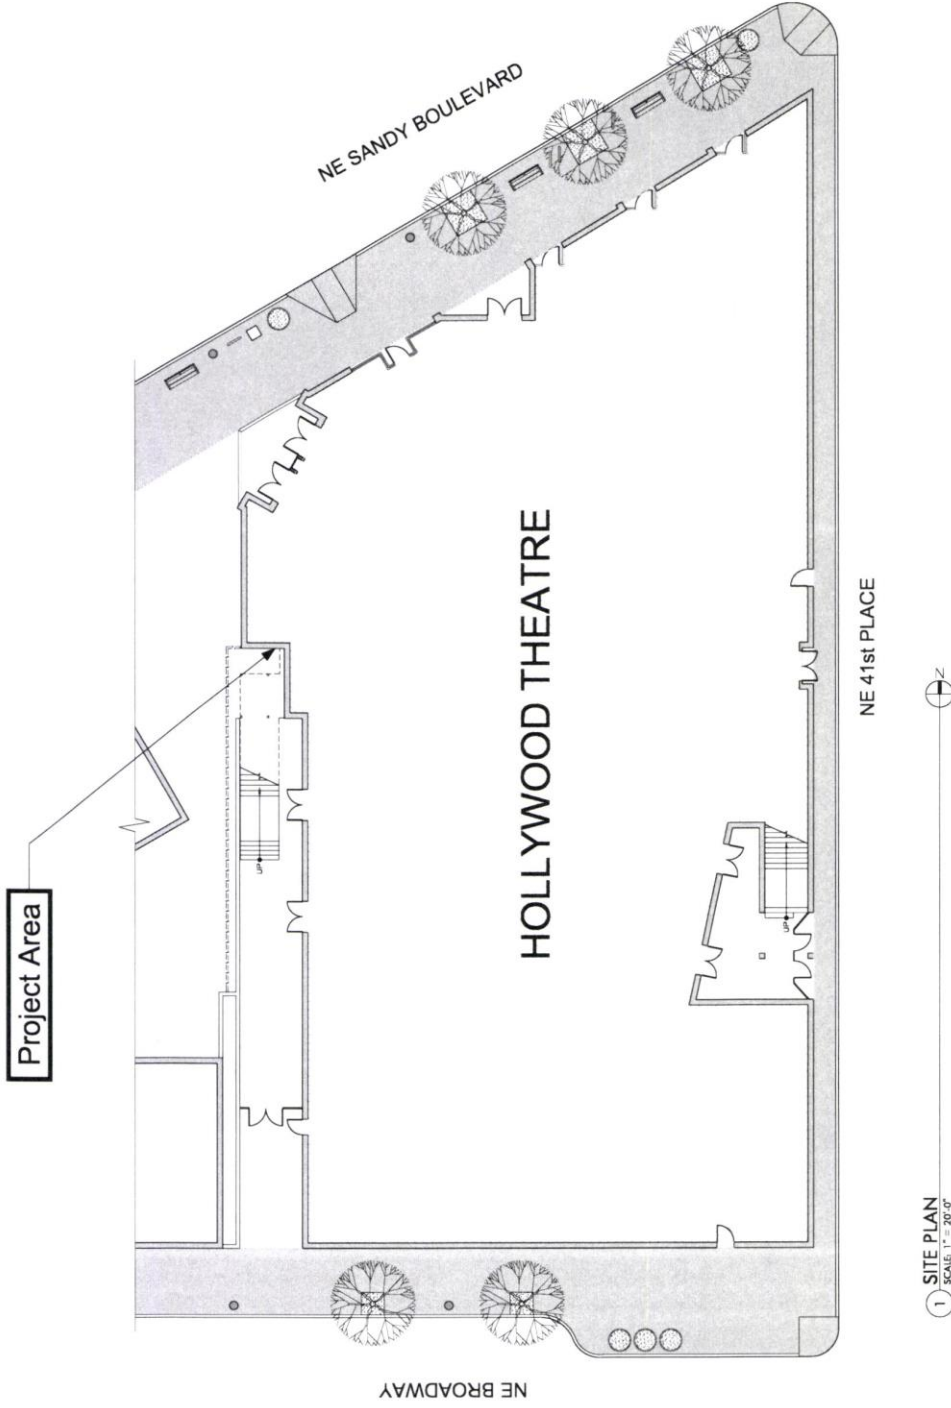 NE SANDY BOULEVARD
Project Area
HOLLYWOOD THEATRE
NE 41st PLACE
UP
UP
NE BROADWAY
1 SITE PLAN
SCALE: 1" = 20'-0"
N